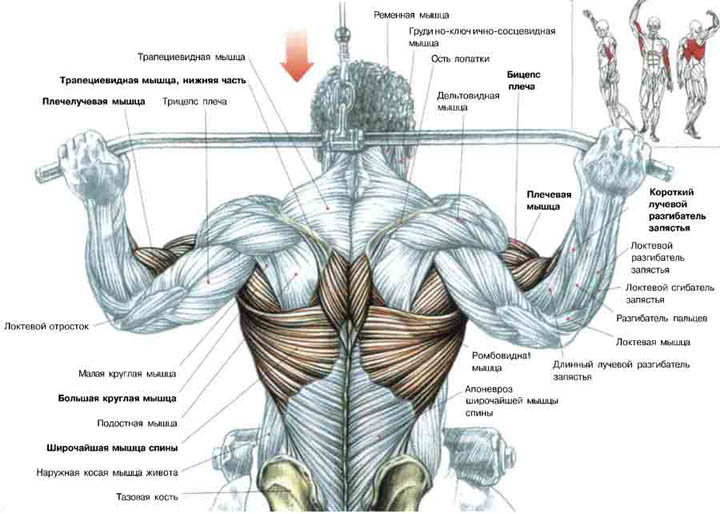 Ременная мышца
Грудино-ключично-сосцевидная
мышца
Трапециевидная мышца
Ость лопатки
Трапециевидная мышца, нижняя часть
Бицепс
плеча
Плечелучевая мышца
Трицепс плеча
Дельтовидная
мышца
Плечевая
мышца
Короткий
лучевой
разгибатель
запястья
Локтевой
разгибатель
запястья
Локтевой сгибатель
запястья
Разгибатель пальцев
Локтевой отросток
Локтевая мышца
Ромбовидная
мышца
Длинный лучевой разгибатель
запястья
Малая круглая мышца
Большая круглая мышца
Апоневроз
широчайшей мышцы
спины
Подостная мышца
Широчайшая мышца спины
Наружная косая мышца живота
Тазовая кость